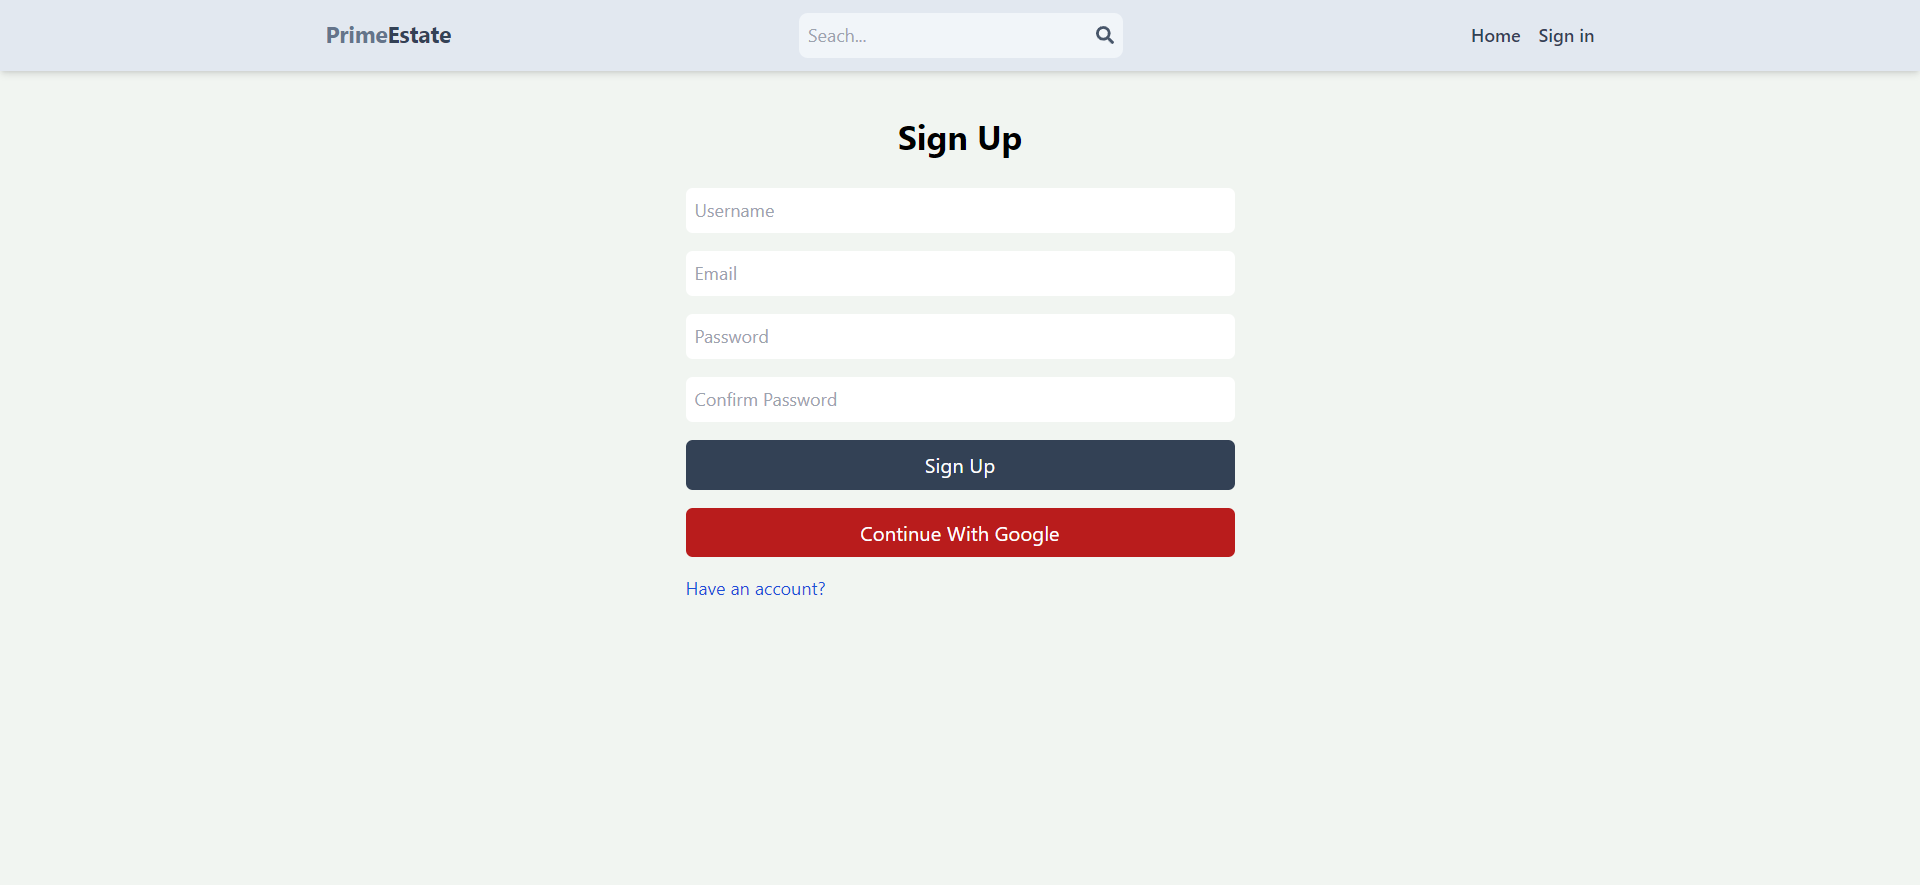 PrimeEstate
Seach...
Home
Sign in
Sign Up
Username
Email
Password
Confirm Password
Sign Up
Continue With Google
Have an account?